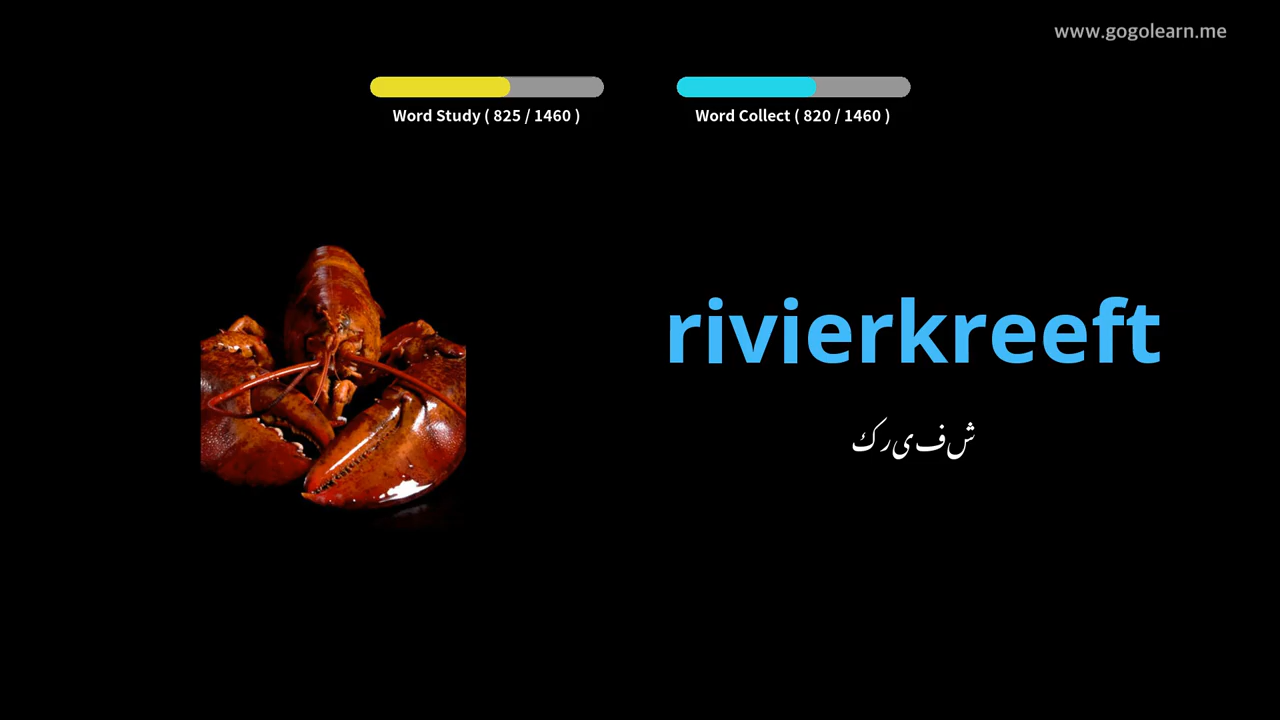 www.gogolearn.me
Word Study ( 825 / 1460 )
Word Collect ( 820 / 1460 )
rivierkreeft
ش ف ی ر ک